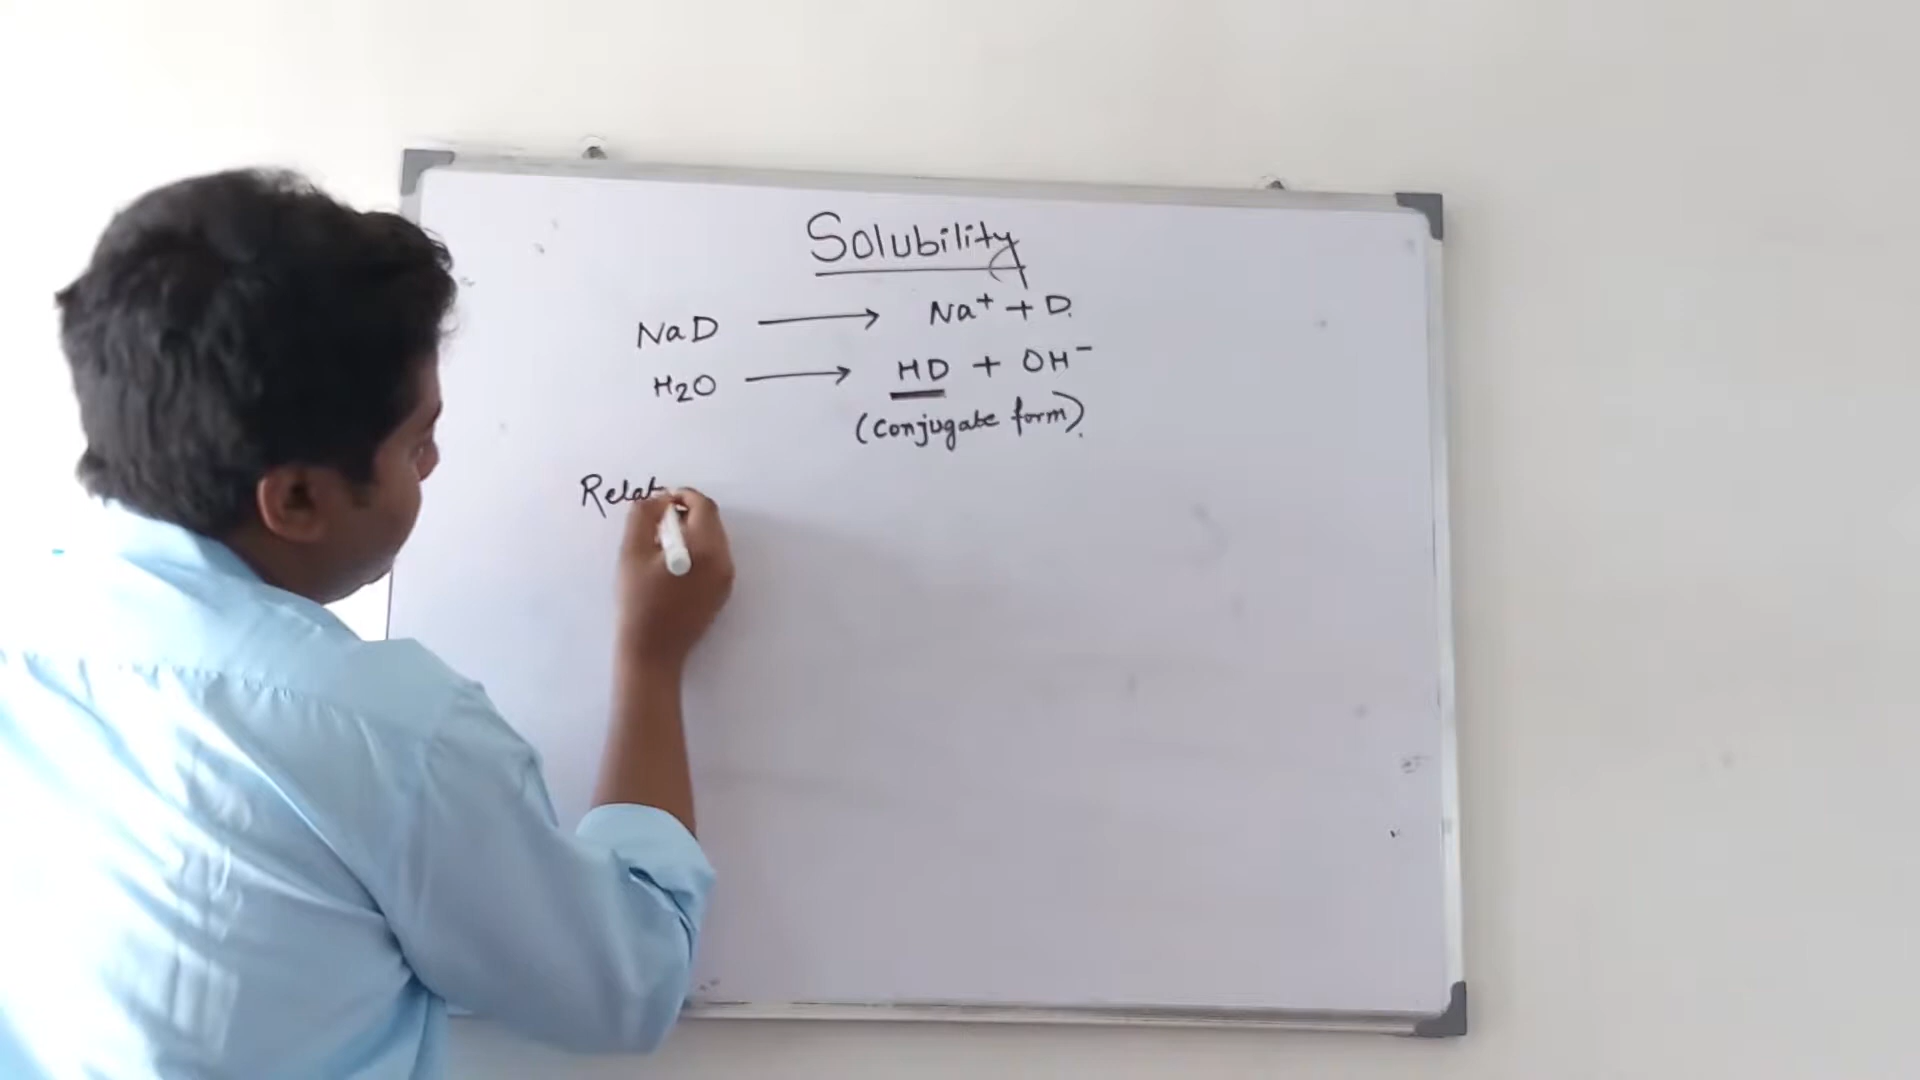 Solubility
NaD ⟶ Na⁺ + D.
H₂O ⟶ HD + OH⁻
(Conjugate form).
Relat